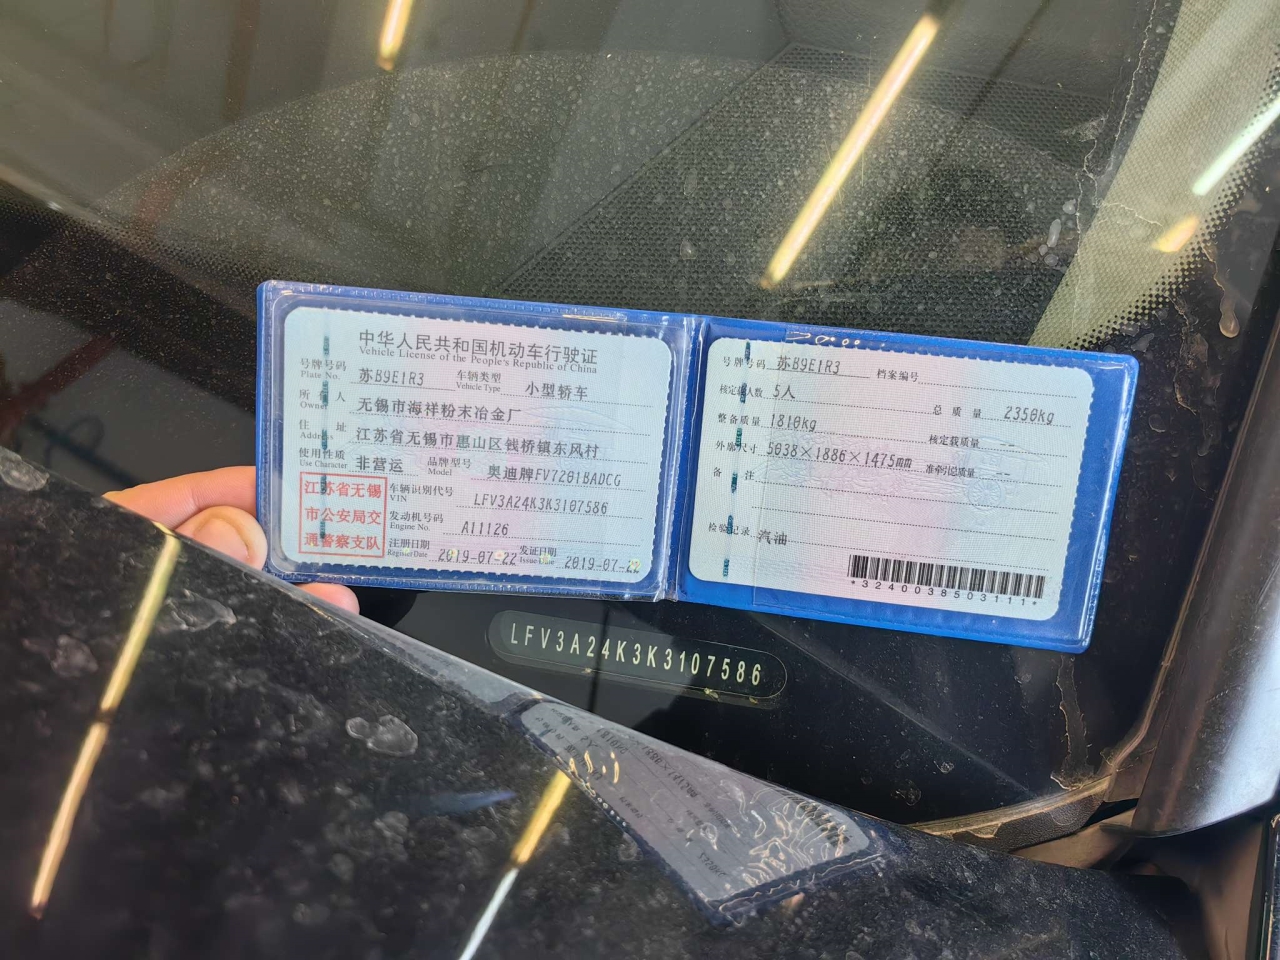 中华人民共和国机动车行驶证
Vehicle License of the People's Republic of China
号牌号码 苏B9E1R3 车辆类型 小型轿车
Plate No. Vehicle Type
所有人 无锡市海祥粉末冶金厂
Owner
住址 江苏省无锡市惠山区钱桥镇东风村
Address
使用性质 非营运 品牌型号 奥迪牌FV7201BADCG
Use Character Model
江苏省无锡
市公安局交
通警察支队
车辆识别代号 LFV3A24K3K3107586
VIN
发动机号码 A11126
Engine No.
注册日期 2019-07-22 发证日期 2019-07-22
Register Date Issue Date
号牌号码 苏B9E1R3 档案编号
核定载人数 5人 总质量 2350kg
整备质量 1810kg 核定载质量 --
外廓尺寸 5038×1886×1475mm 准牵引总质量 --
备注
检验记录 汽油
*3240038503111*
LFV3A24K3K3107586